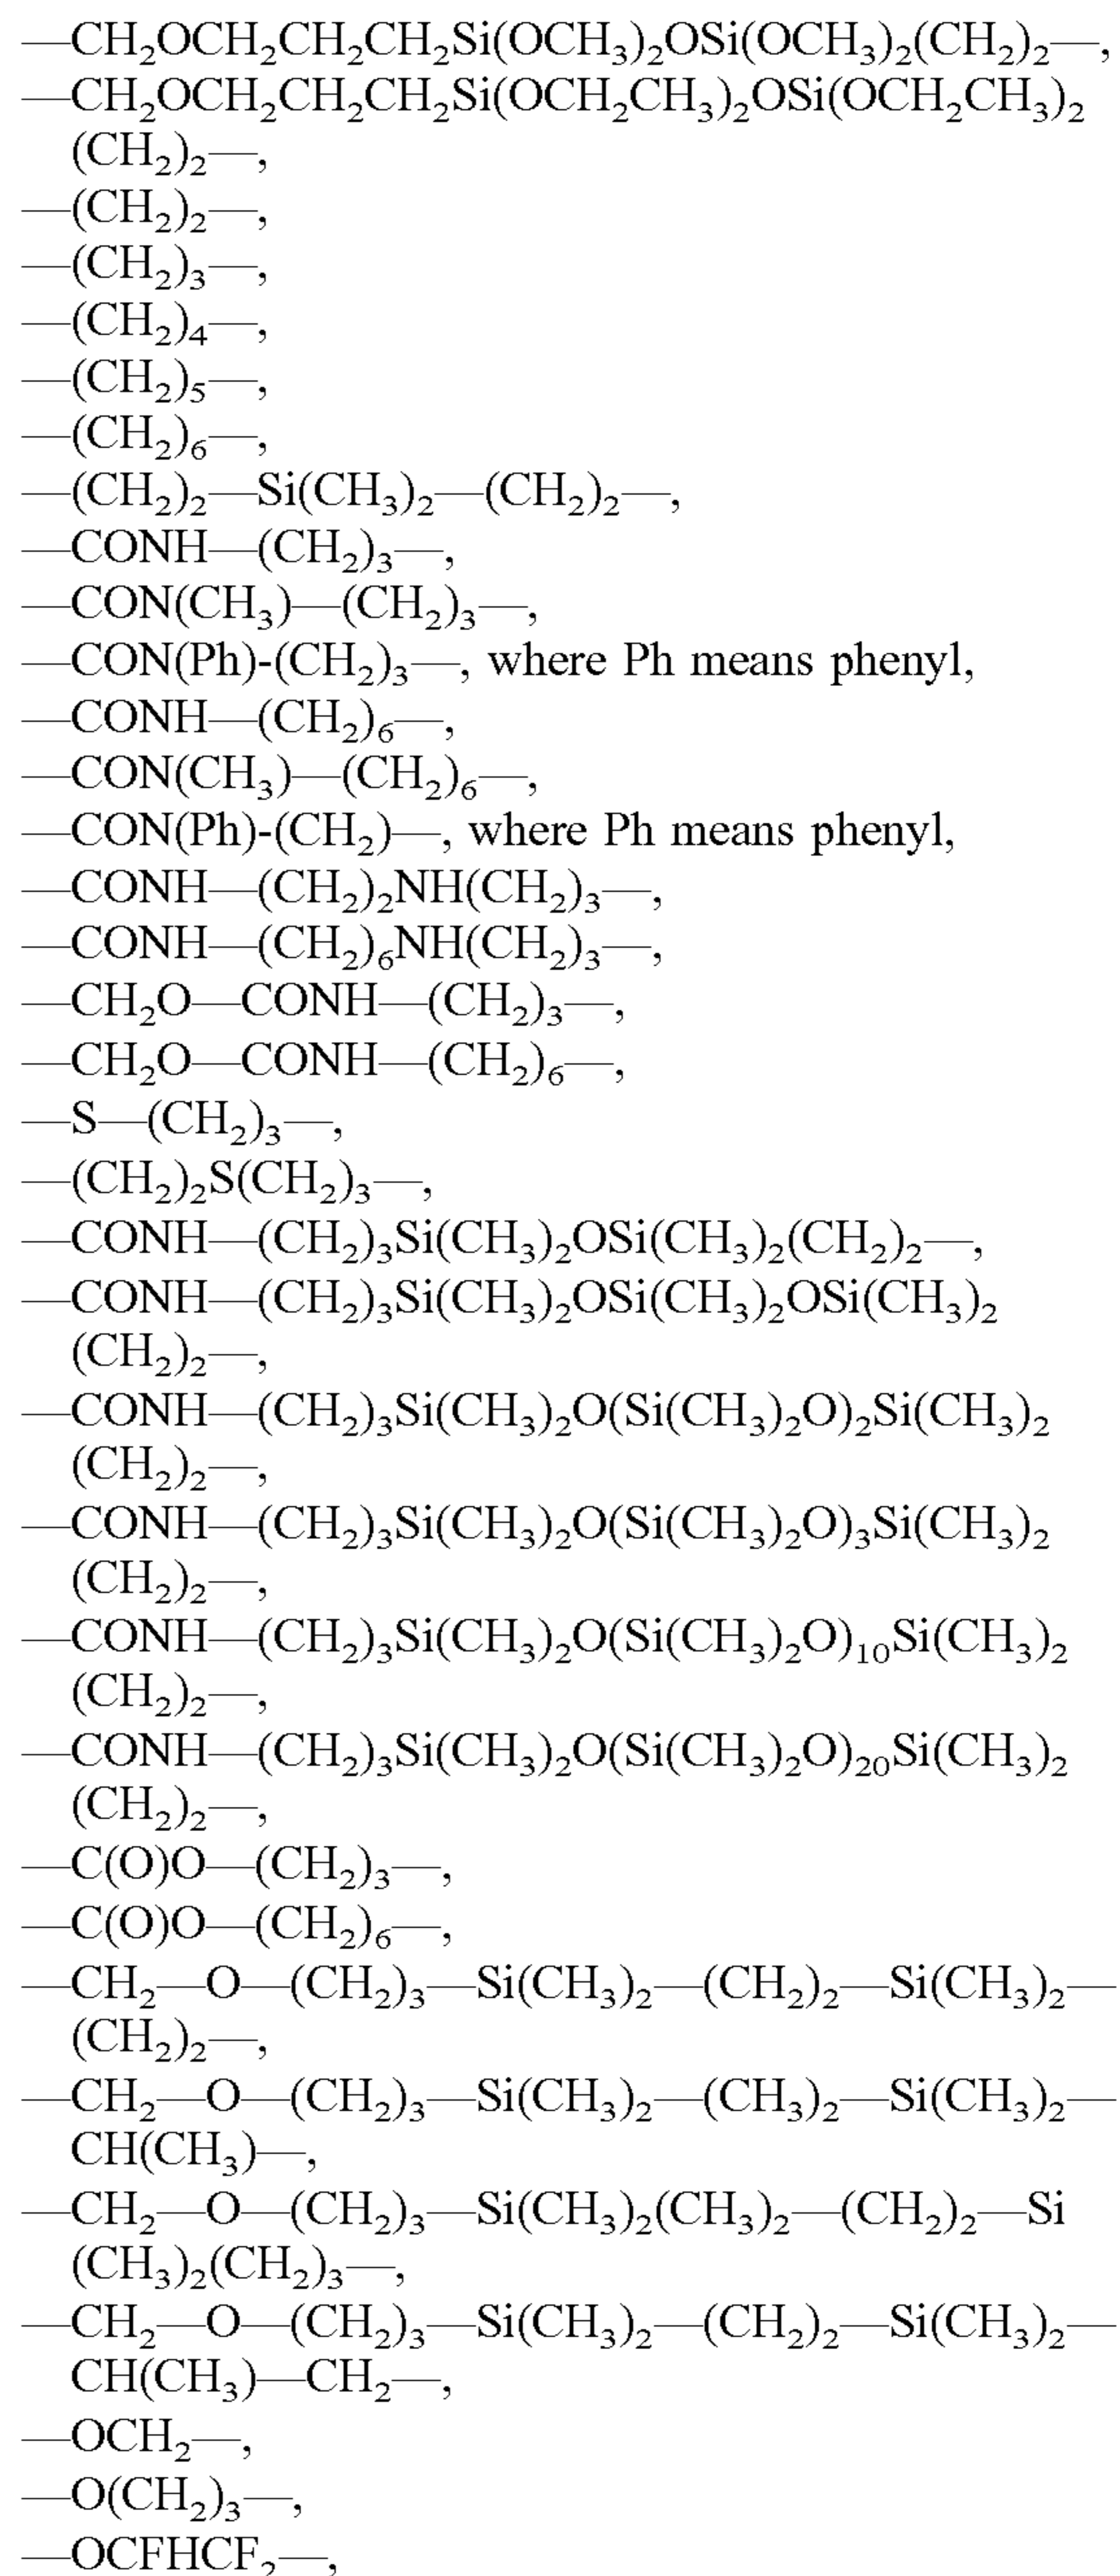 —CH₂OCH₂CH₂CH₂Si(OCH₃)₂OSi(OCH₃)₂(CH₂)₂—,
—CH₂OCH₂CH₂CH₂Si(OCH₂CH₃)₂OSi(OCH₂CH₃)₂
(CH₂)₂—,
—(CH₂)₂—,
—(CH₂)₃—,
—(CH₂)₄—,
—(CH₂)₅—,
—(CH₂)₆—,
—(CH₂)₂—Si(CH₃)₂—(CH₂)₂—,
—CONH—(CH₂)₃—,
—CON(CH₃)—(CH₂)₃—,
—CON(Ph)-(CH₂)₃—, where Ph means phenyl,
—CONH—(CH₂)₆—,
—CON(CH₃)—(CH₂)₆—,
—CON(Ph)-(CH₂)—, where Ph means phenyl,
—CONH—(CH₂)₂NH(CH₂)₃—,
—CONH—(CH₂)₆NH(CH₂)₃—,
—CH₂O—CONH—(CH₂)₃—,
—CH₂O—CONH—(CH₂)₆—,
—S—(CH₂)₃—,
—(CH₂)₂S(CH₂)₃—,
—CONH—(CH₂)₃Si(CH₃)₂OSi(CH₃)₂(CH₂)₂—,
—CONH—(CH₂)₃Si(CH₃)₂OSi(CH₃)₂OSi(CH₃)₂
(CH₂)₂—,
—CONH—(CH₂)₃Si(CH₃)₂O(Si(CH₃)₂O)₂Si(CH₃)₂
(CH₂)₂—,
—CONH—(CH₂)₃Si(CH₃)₂O(Si(CH₃)₂O)₃Si(CH₃)₂
(CH₂)₂—,
—CONH—(CH₂)₃Si(CH₃)₂O(Si(CH₃)₂O)₁₀Si(CH₃)₂
(CH₂)₂—,
—CONH—(CH₂)₃Si(CH₃)₂O(Si(CH₃)₂O)₂₀Si(CH₃)₂
(CH₂)₂—,
—C(O)O—(CH₂)₃—,
—C(O)O—(CH₂)₆—,
—CH₂—O—(CH₂)₃—Si(CH₃)₂—(CH₂)₂—Si(CH₃)₂—
(CH₂)₂—,
—CH₂—O—(CH₂)₃—Si(CH₃)₂—(CH₃)₂—Si(CH₃)₂—
CH(CH₃)—,
—CH₂—O—(CH₂)₃—Si(CH₃)₂(CH₃)₂—(CH₂)₂—Si
(CH₃)₂(CH₂)₃—,
—CH₂—O—(CH₂)₃—Si(CH₃)₂—(CH₂)₂—Si(CH₃)₂—
CH(CH₃)—CH₂—,
—OCH₂—,
—O(CH₂)₃—,
—OCFHCF₂—,